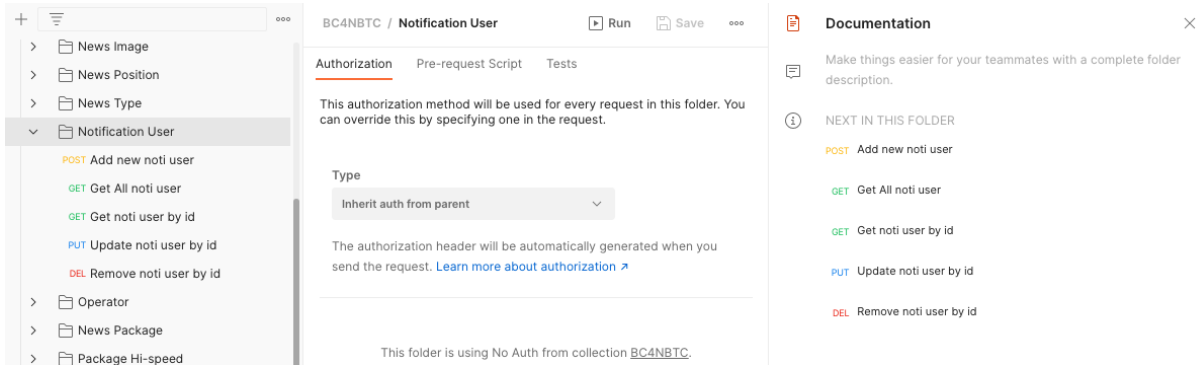 News Image
News Position
News Type
Notification User
POST Add new noti user
GET Get All noti user
GET Get noti user by id
PUT Update noti user by id
DEL Remove noti user by id
Operator
News Package
Package Hi-speed
BC4NBTC / Notification User
Run
Save
Authorization Pre-request Script Tests
This authorization method will be used for every request in this folder. You
can override this by specifying one in the request.
Type
Inherit auth from parent
The authorization header will be automatically generated when you
send the request. Learn more about authorization ↗
This folder is using No Auth from collection BC4NBTC.
Documentation
Make things easier for your teammates with a complete folder
description.
NEXT IN THIS FOLDER
POST Add new noti user
GET Get All noti user
GET Get noti user by id
PUT Update noti user by id
DEL Remove noti user by id